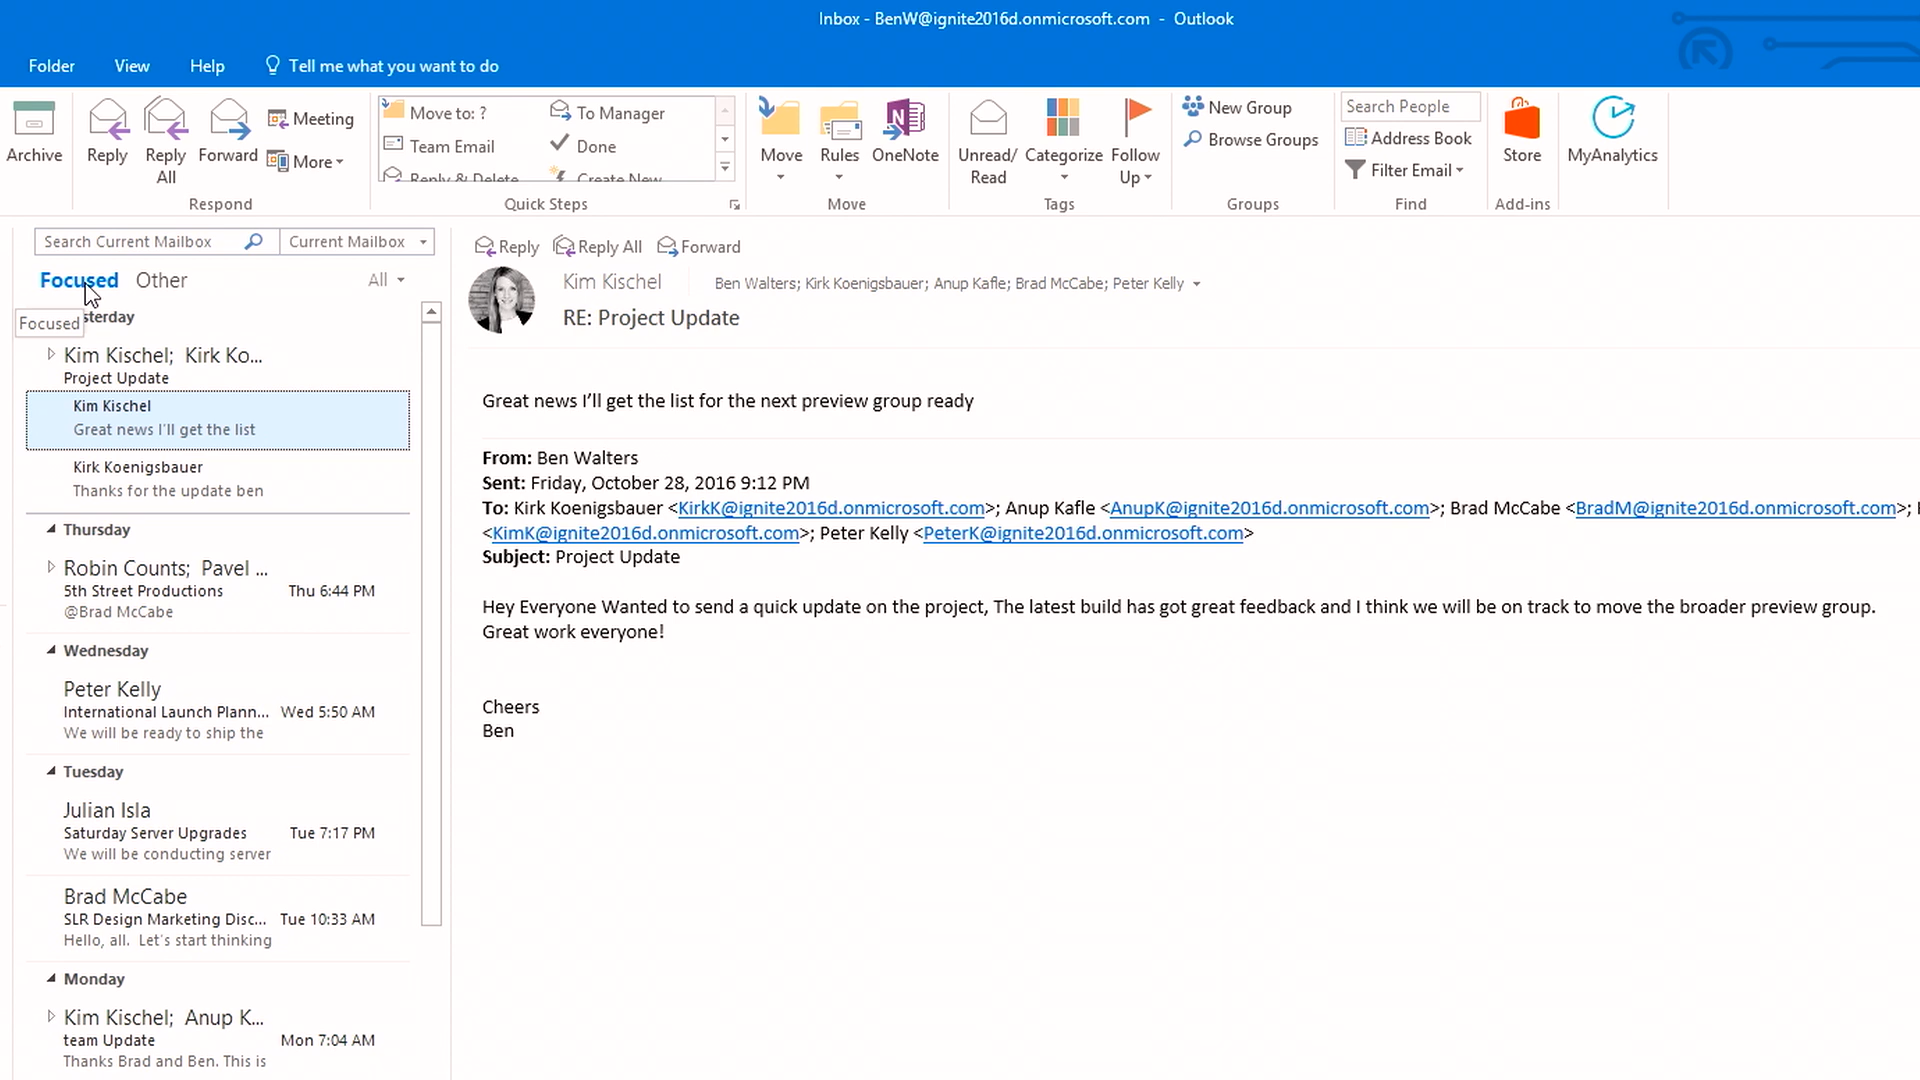 Inbox - BenW@ignite2016d.onmicrosoft.com - Outlook
Folder View Help Tell me what you want to do
Archive
Reply
Reply All
Forward
Meeting
More
Respond
Move to: ?
Team Email
Reply & Delete
To Manager
Done
Create New
Quick Steps
Move
Rules
OneNote
Move
Unread/ Read
Categorize
Follow Up
Tags
New Group
Browse Groups
Groups
Search People
Address Book
Filter Email
Find
Store
Add-ins
MyAnalytics
Search Current Mailbox Current Mailbox
Focused Other All
Focused
Kim Kischel; Kirk Ko...
Project Update
Kim Kischel
Great news I'll get the list
Kirk Koenigsbauer
Thanks for the update ben
Thursday
Robin Counts; Pavel ...
5th Street Productions Thu 6:44 PM
@Brad McCabe
Wednesday
Peter Kelly
International Launch Plann... Wed 5:50 AM
We will be ready to ship the
Tuesday
Julian Isla
Saturday Server Upgrades Tue 7:17 PM
We will be conducting server
Brad McCabe
SLR Design Marketing Disc... Tue 10:33 AM
Hello, all. Let's start thinking
Monday
Kim Kischel; Anup K...
team Update Mon 7:04 AM
Thanks Brad and Ben. This is
Reply Reply All Forward
Kim Kischel Ben Walters; Kirk Koenigsbauer; Anup Kafle; Brad McCabe; Peter Kelly
RE: Project Update
Great news I'll get the list for the next preview group ready
From: Ben Walters
Sent: Friday, October 28, 2016 9:12 PM
To: Kirk Koenigsbauer <KirkK@ignite2016d.onmicrosoft.com>; Anup Kafle <AnupK@ignite2016d.onmicrosoft.com>; Brad McCabe <BradM@ignite2016d.onmicrosoft.com>;
<KimK@ignite2016d.onmicrosoft.com>; Peter Kelly <PeterK@ignite2016d.onmicrosoft.com>
Subject: Project Update
Hey Everyone Wanted to send a quick update on the project, The latest build has got great feedback and I think we will be on track to move the broader preview group.
Great work everyone!
Cheers
Ben